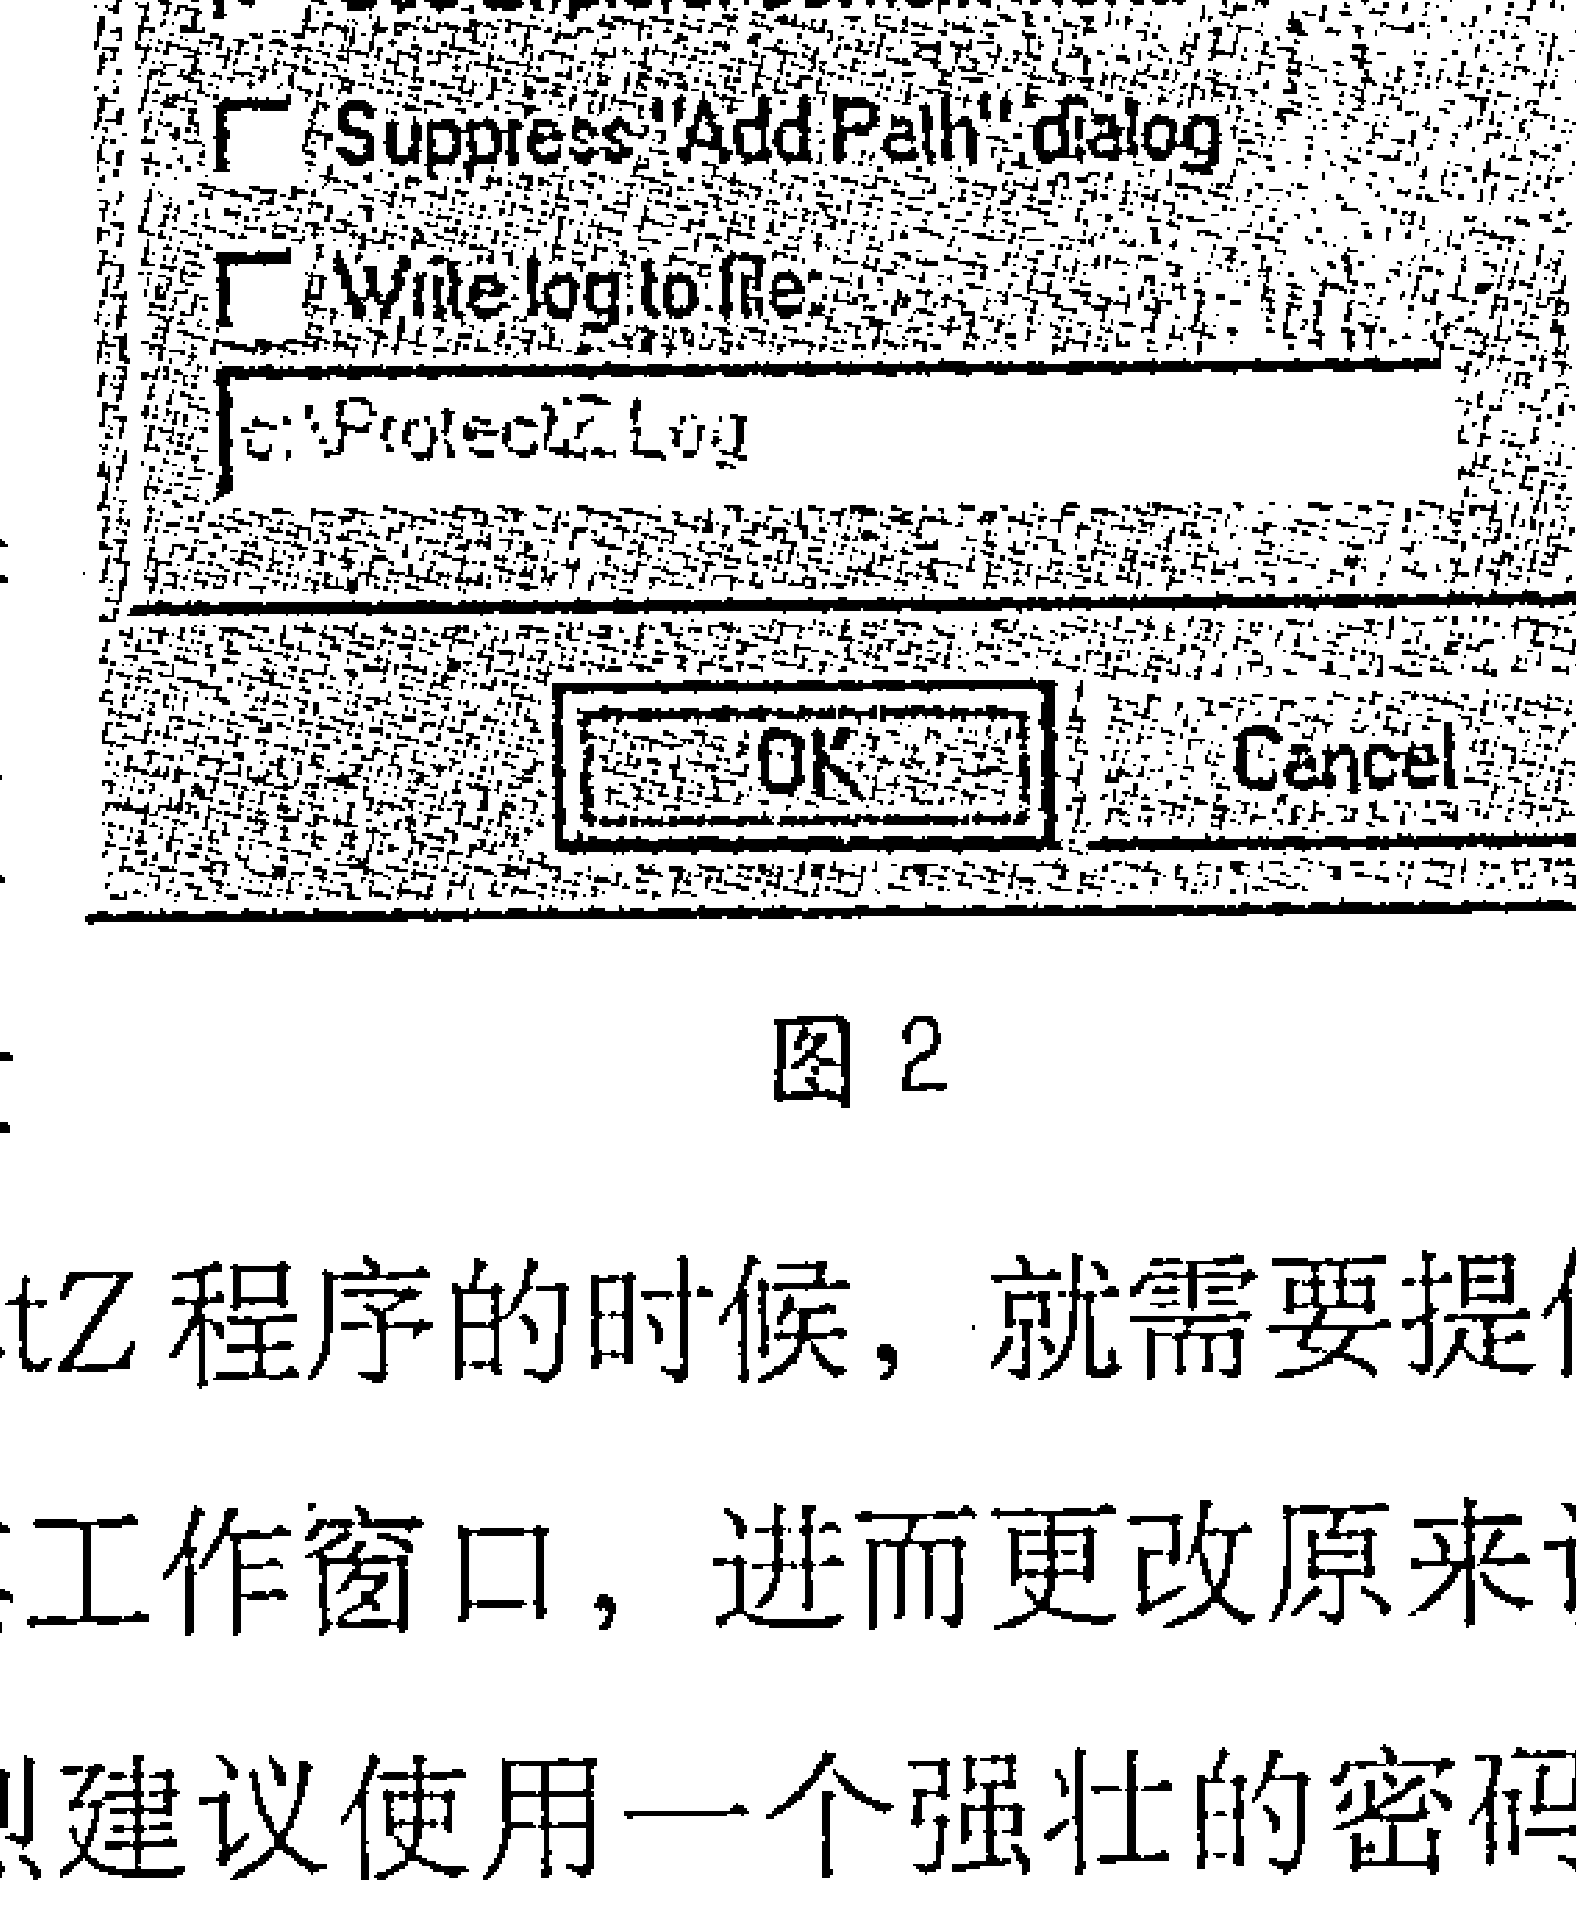 Suppress "Add Path" dialog
Write log to file:
c:\ProtectZ.Log
OK Cancel
图 2
tZ 程序的时候，就需要提
工作窗口，进而更改原来
建议使用一个强壮的密码